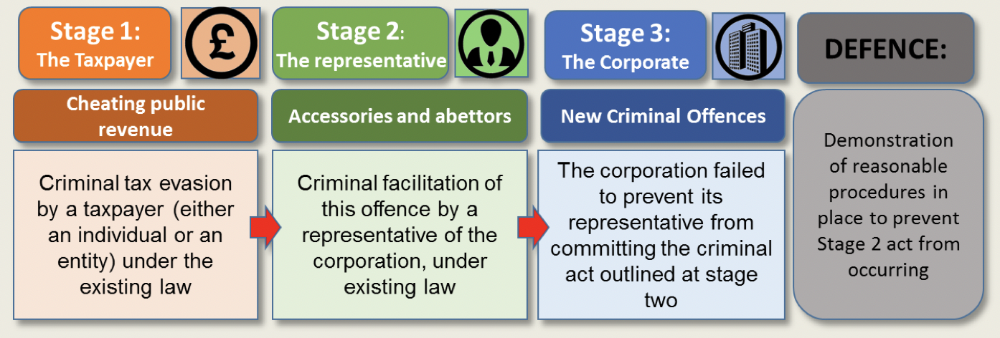 Stage 1:
The Taxpayer
£
Cheating public
revenue
Criminal tax evasion
by a taxpayer (either
an individual or an
entity) under the
existing law
Stage 2:
The representative
Accessories and abettors
Criminal facilitation of
this offence by a
representative of the
corporation, under
existing law
Stage 3:
The Corporate
New Criminal Offences
The corporation failed
to prevent its
representative from
committing the criminal
act outlined at stage
two
DEFENCE:
Demonstration
of reasonable
procedures in
place to prevent
Stage 2 act from
occurring